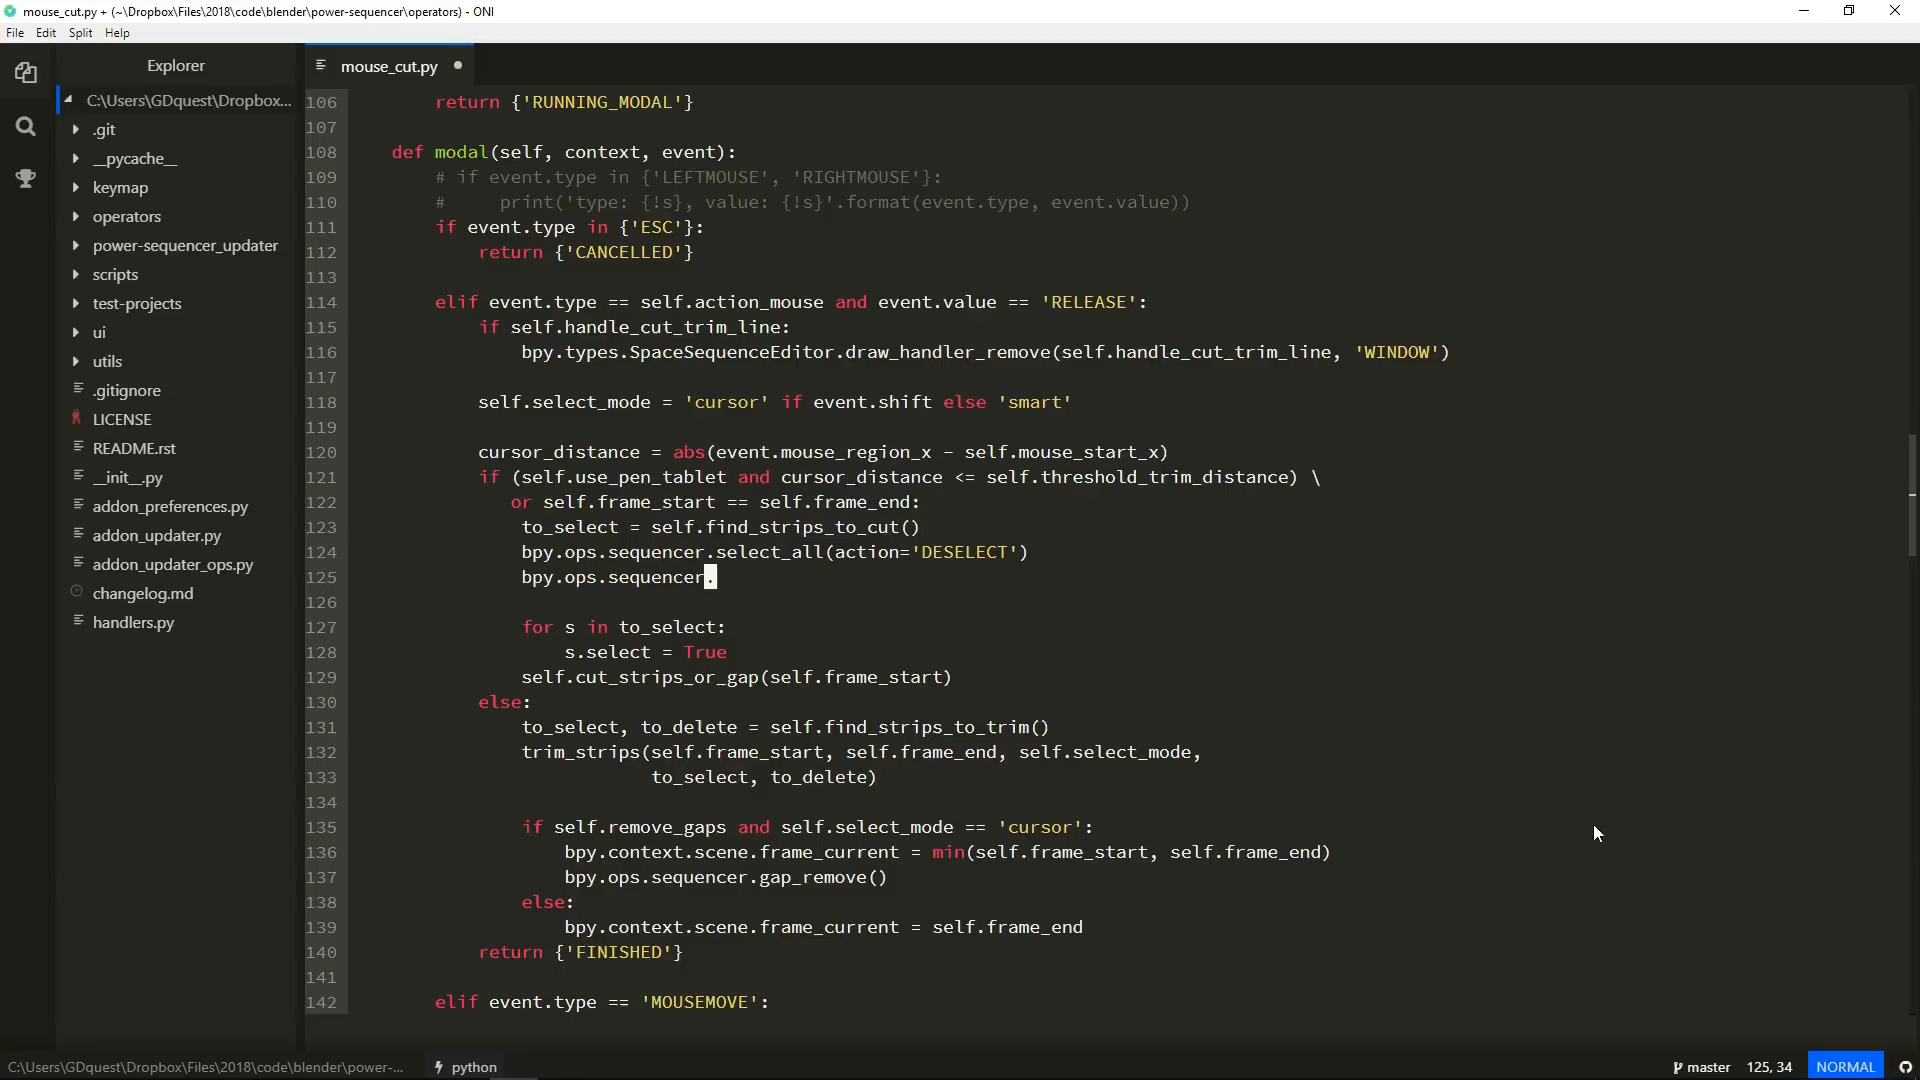 mouse_cut.py + (~\Dropbox\Files\2018\code\blender\power-sequencer\operators) - ONI
File Edit Split Help
Explorer
C:\Users\GDquest\Dropbox...
.git
__pycache__
keymap
operators
power-sequencer_updater
scripts
test-projects
ui
utils
.gitignore
LICENSE
README.rst
__init__.py
addon_preferences.py
addon_updater.py
addon_updater_ops.py
changelog.md
handlers.py
mouse_cut.py
106 return {'RUNNING_MODAL'}
107
108 def modal(self, context, event):
109 # if event.type in {'LEFTMOUSE', 'RIGHTMOUSE'}:
110 #     print('type: {!s}, value: {!s}'.format(event.type, event.value))
111 if event.type in {'ESC'}:
112 return {'CANCELLED'}
113
114 elif event.type == self.action_mouse and event.value == 'RELEASE':
115 if self.handle_cut_trim_line:
116 bpy.types.SpaceSequenceEditor.draw_handler_remove(self.handle_cut_trim_line, 'WINDOW')
117
118 self.select_mode = 'cursor' if event.shift else 'smart'
119
120 cursor_distance = abs(event.mouse_region_x - self.mouse_start_x)
121 if (self.use_pen_tablet and cursor_distance <= self.threshold_trim_distance) \
122 or self.frame_start == self.frame_end:
123 to_select = self.find_strips_to_cut()
124 bpy.ops.sequencer.select_all(action='DESELECT')
125 bpy.ops.sequencer.
126
127 for s in to_select:
128 s.select = True
129 self.cut_strips_or_gap(self.frame_start)
130 else:
131 to_select, to_delete = self.find_strips_to_trim()
132 trim_strips(self.frame_start, self.frame_end, self.select_mode,
133 to_select, to_delete)
134
135 if self.remove_gaps and self.select_mode == 'cursor':
136 bpy.context.scene.frame_current = min(self.frame_start, self.frame_end)
137 bpy.ops.sequencer.gap_remove()
138 else:
139 bpy.context.scene.frame_current = self.frame_end
140 return {'FINISHED'}
141
142 elif event.type == 'MOUSEMOVE':
C:\Users\GDquest\Dropbox\Files\2018\code\blender\power-... python master 125, 34 NORMAL